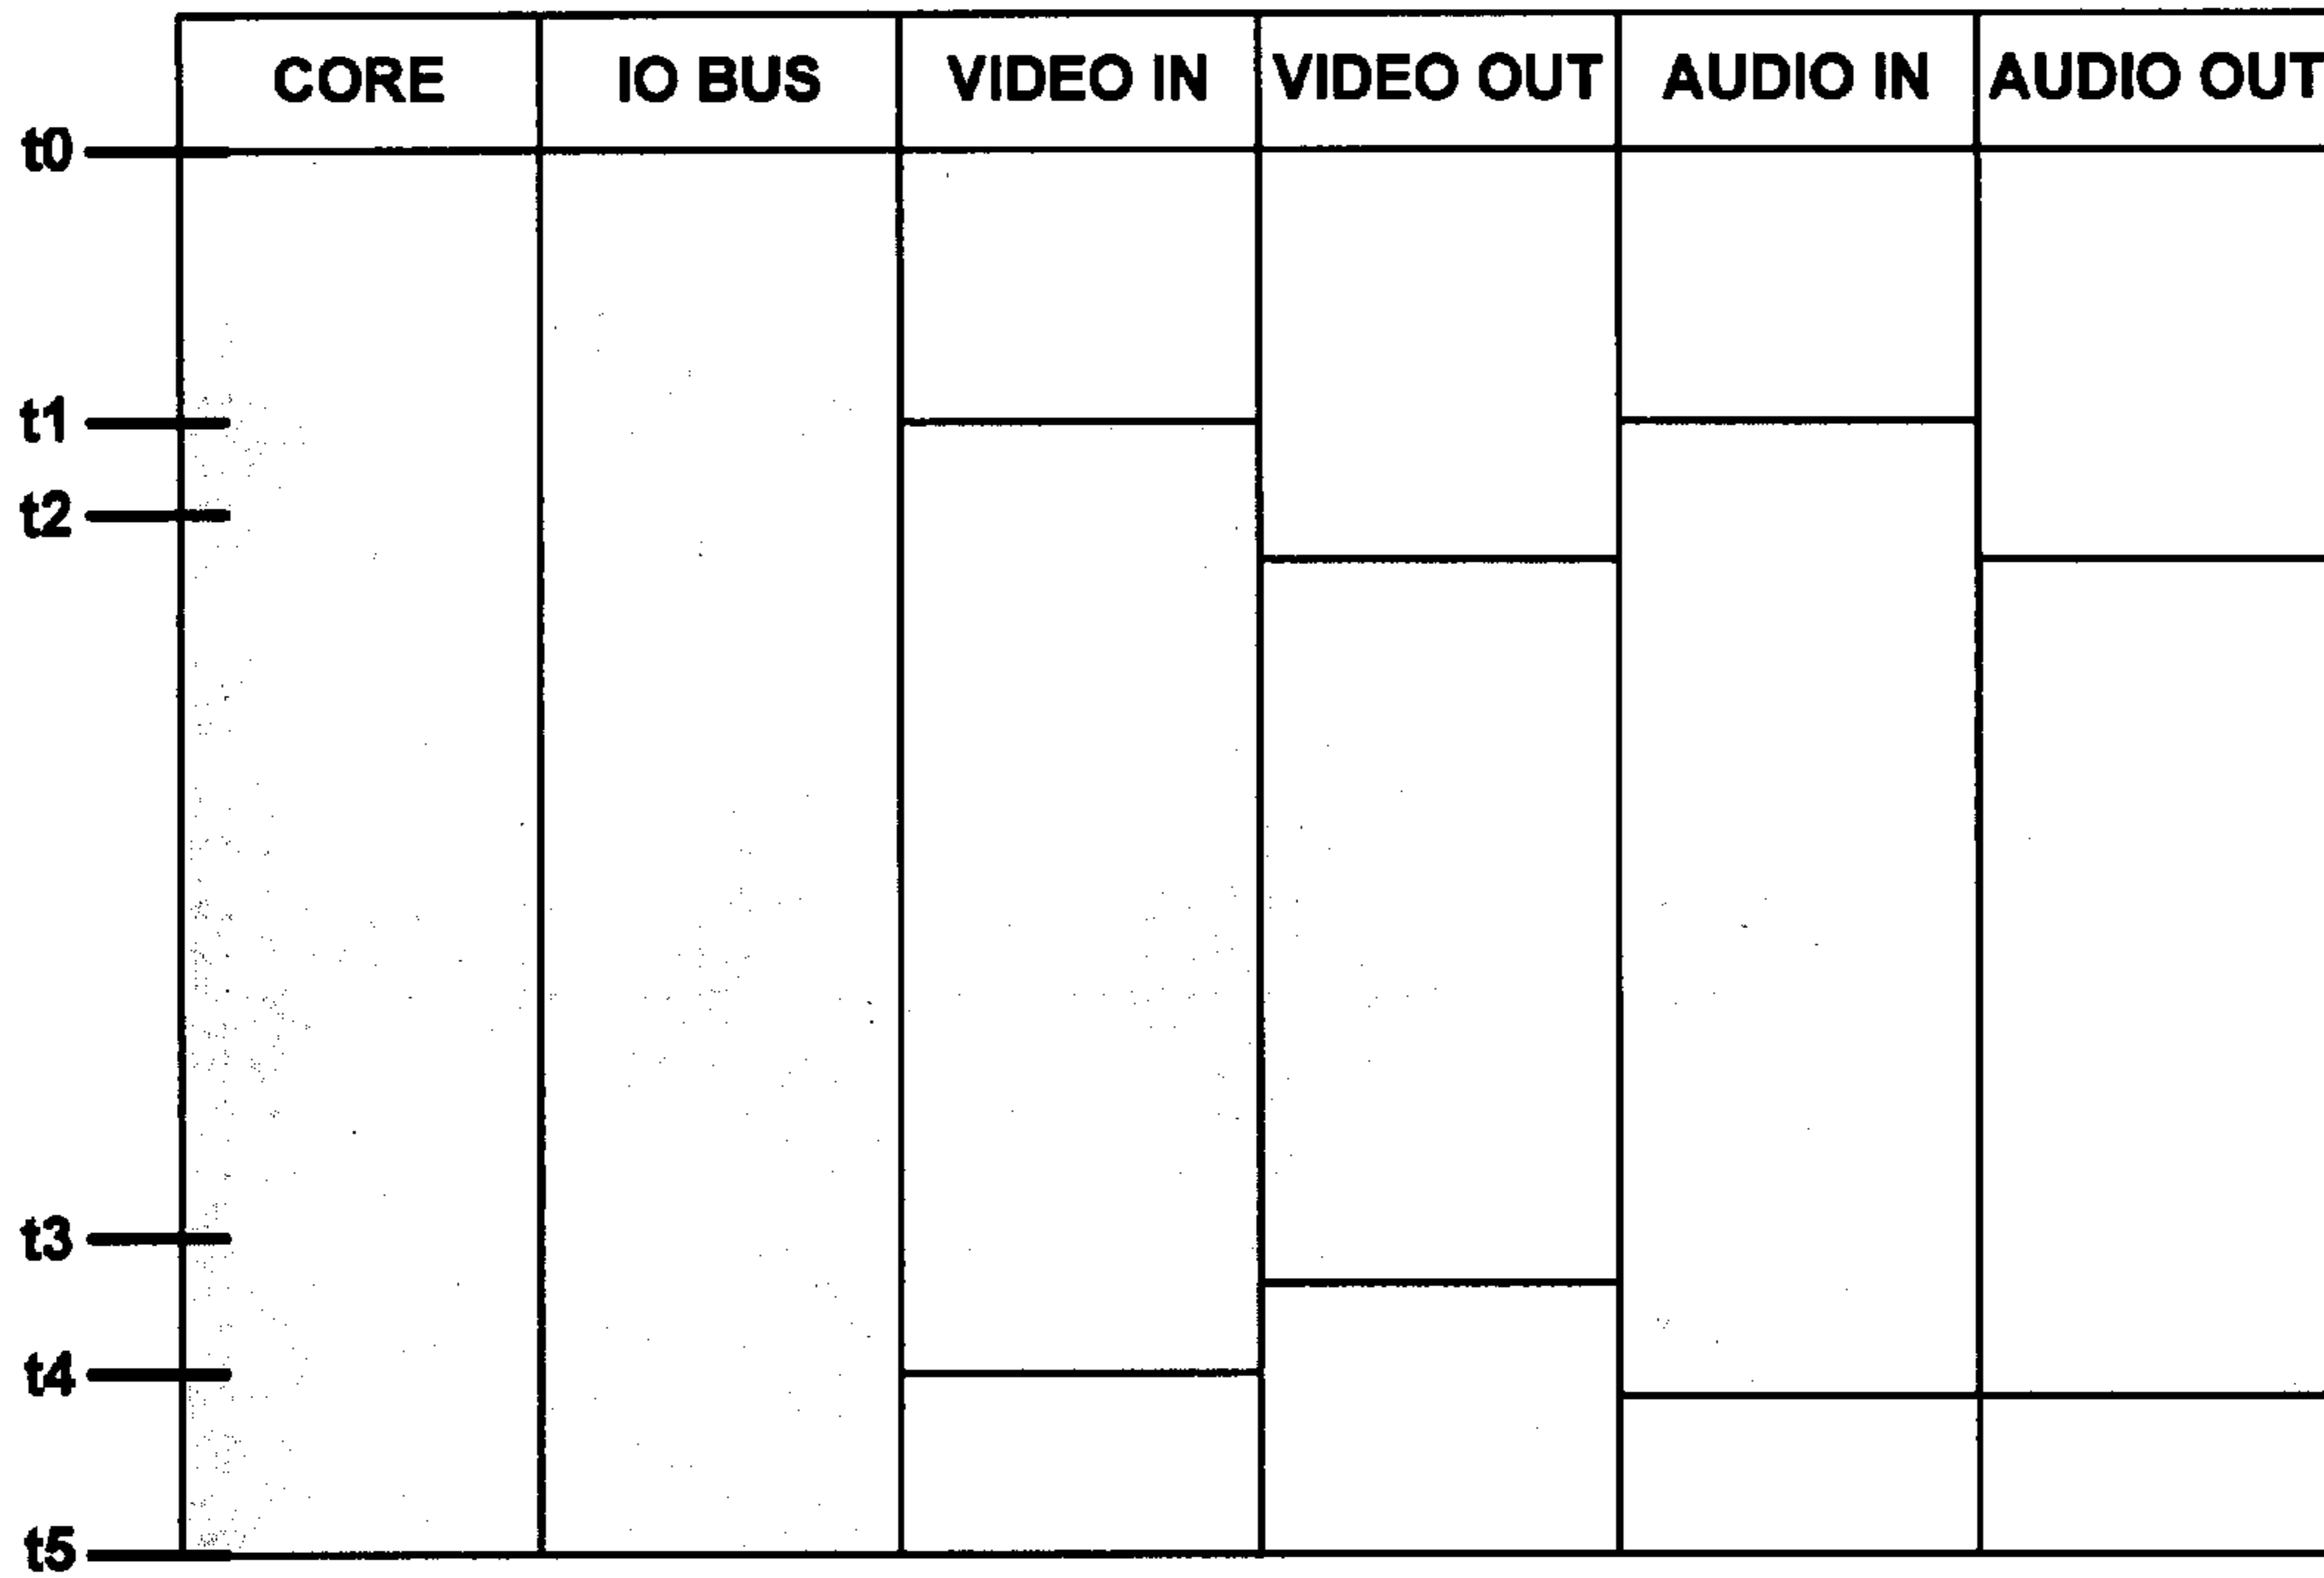 CORE IO BUS VIDEO IN VIDEO OUT AUDIO IN AUDIO OUT
t0
t1
t2
t3
t4
t5